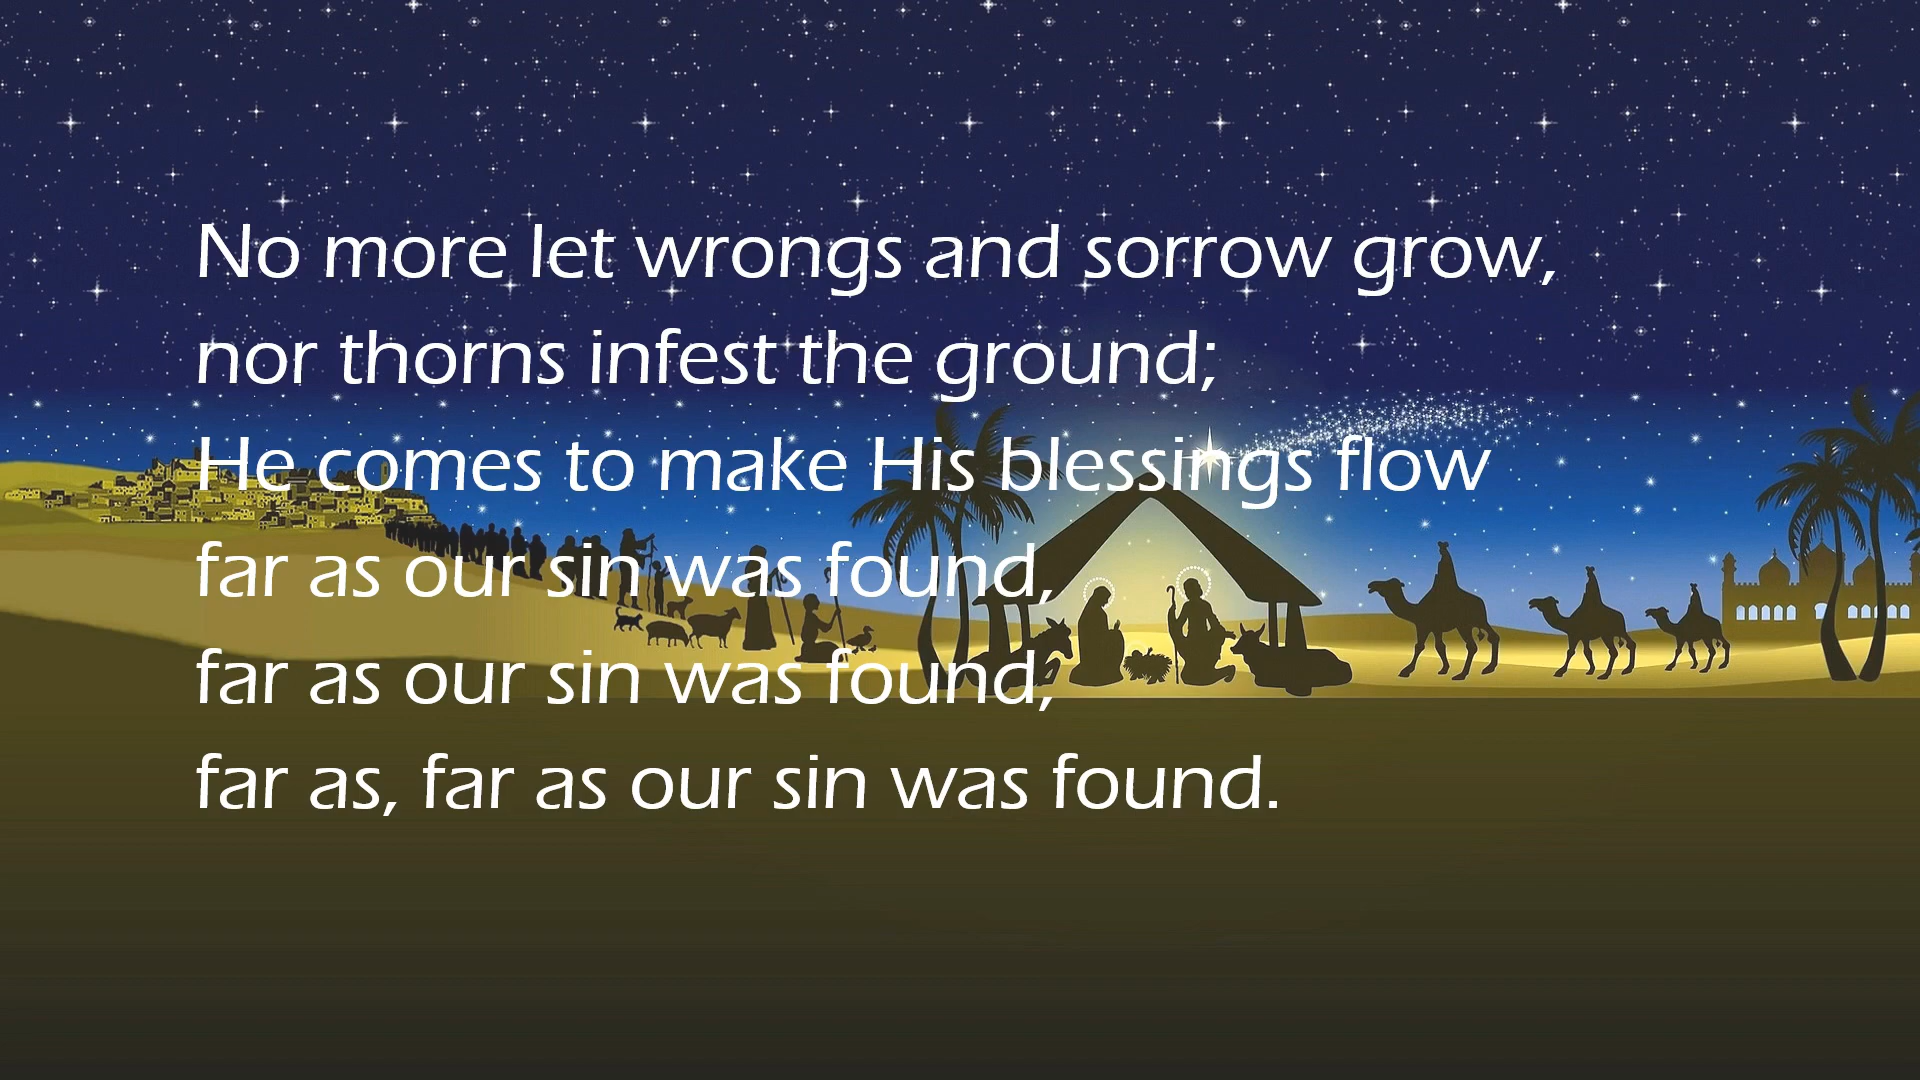 No more let wrongs and sorrow grow,
nor thorns infest the ground;
He comes to make His blessings flow
far as our sin was found,
far as our sin was found,
far as, far as our sin was found.